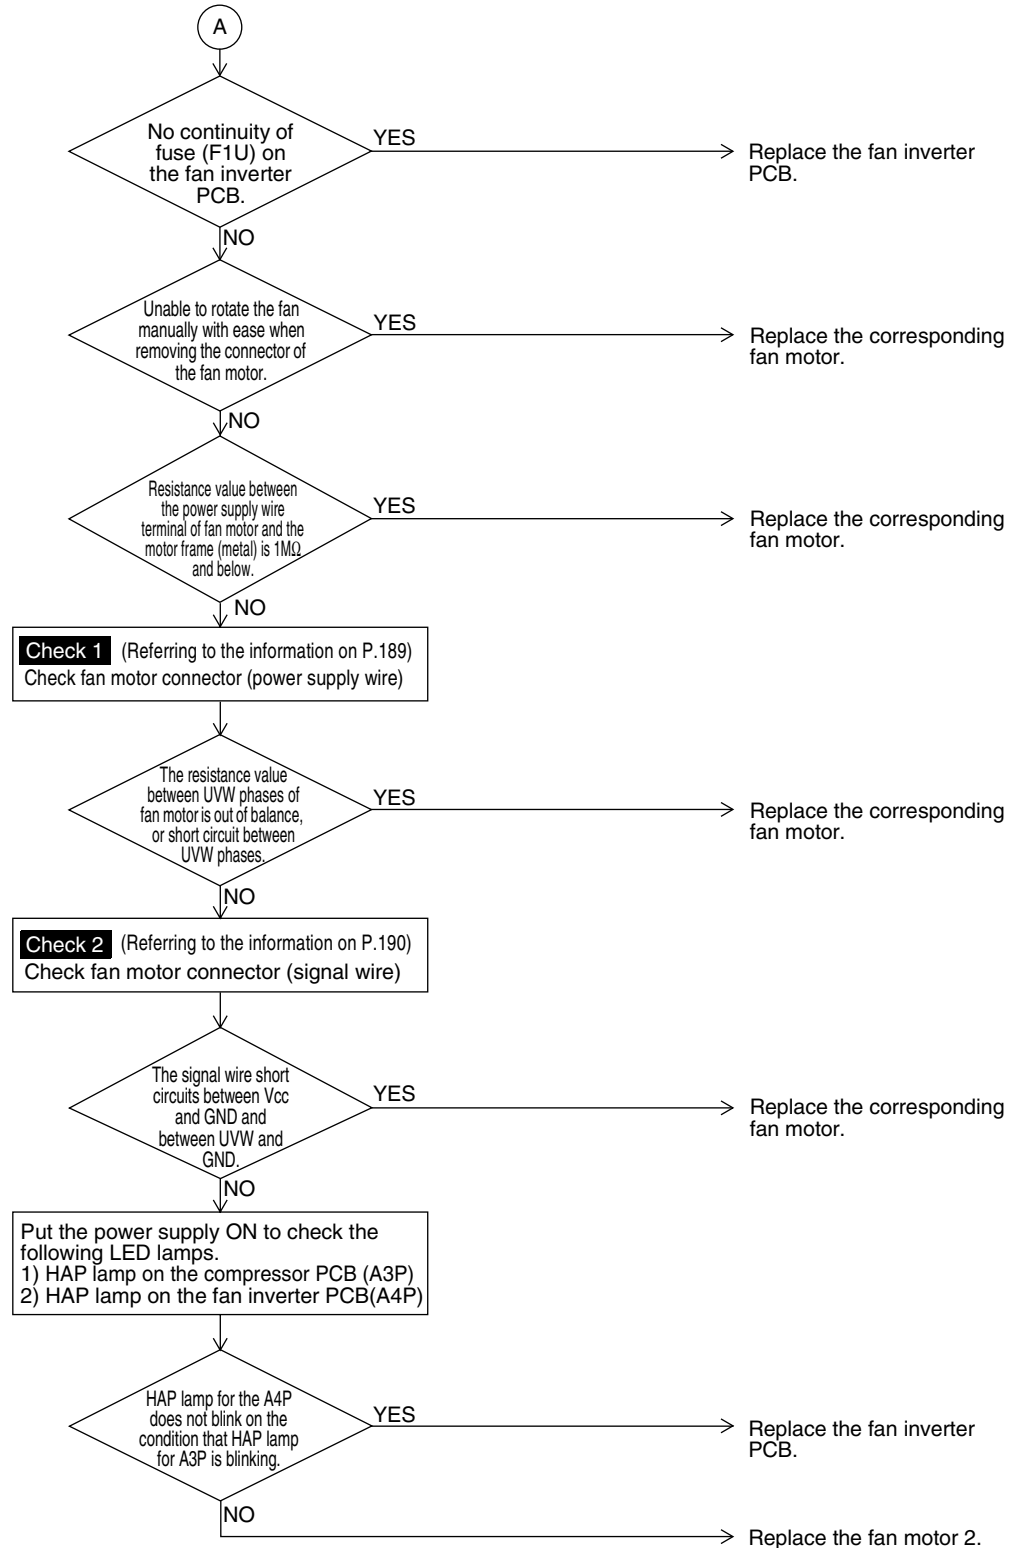 A
No continuity of
fuse (F1U) on
the fan inverter
PCB.
YES
Replace the fan inverter
PCB.
NO
Unable to rotate the fan
manually with ease when
removing the connector of
the fan motor.
YES
Replace the corresponding
fan motor.
NO
Resistance value between
the power supply wire
terminal of fan motor and the
motor frame (metal) is 1MΩ
and below.
YES
Replace the corresponding
fan motor.
NO
Check 1 (Referring to the information on P.189)
Check fan motor connector (power supply wire)
The resistance value
between UVW phases of
fan motor is out of balance,
or short circuit between
UVW phases.
YES
Replace the corresponding
fan motor.
NO
Check 2 (Referring to the information on P.190)
Check fan motor connector (signal wire)
The signal wire short
circuits between Vcc
and GND and
between UVW and
GND.
YES
Replace the corresponding
fan motor.
NO
Put the power supply ON to check the
following LED lamps.
1) HAP lamp on the compressor PCB (A3P)
2) HAP lamp on the fan inverter PCB(A4P)
HAP lamp for the A4P
does not blink on the
condition that HAP lamp
for A3P is blinking.
YES
Replace the fan inverter
PCB.
NO
Replace the fan motor 2.